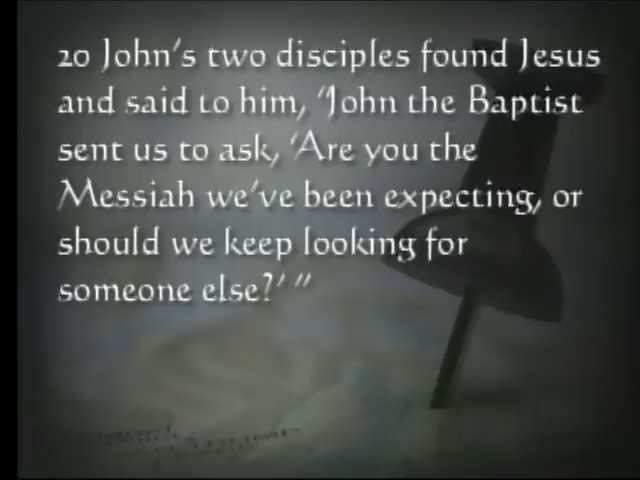 20 John's two disciples found Jesus
and said to him, "John the Baptist
sent us to ask, 'Are you the
Messiah we've been expecting, or
should we keep looking for
someone else?' "